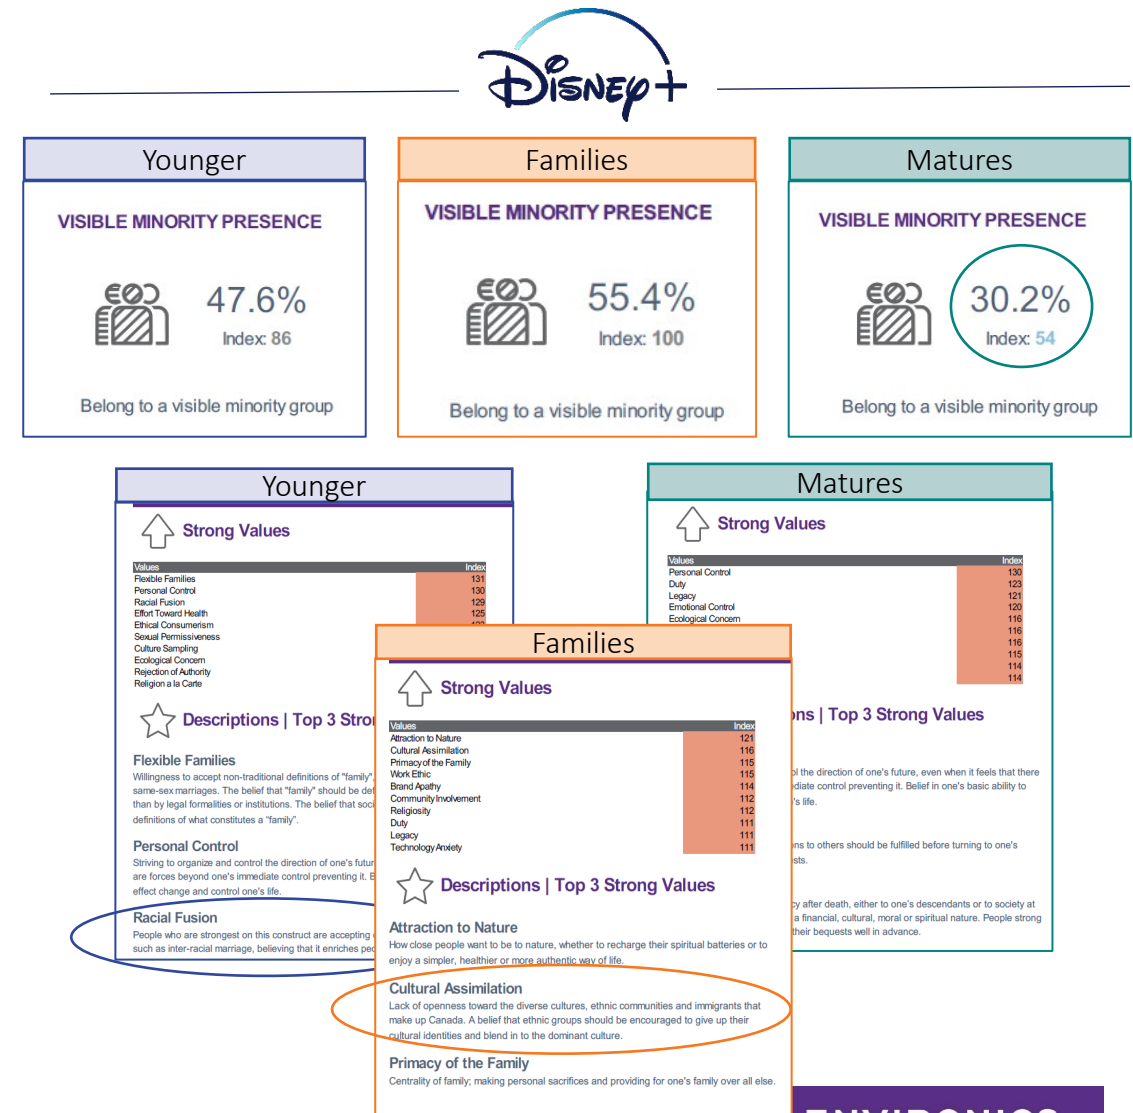 Disney+
Younger
VISIBLE MINORITY PRESENCE
47.6%
Index: 86
Belong to a visible minority group
Families
VISIBLE MINORITY PRESENCE
55.4%
Index: 100
Belong to a visible minority group
Matures
VISIBLE MINORITY PRESENCE
30.2%
Index: 54
Belong to a visible minority group
Younger
Strong Values
Values Index
Flexible Families 131
Personal Control 130
Racial Fusion 129
Effort Toward Health 125
Ethical Consumerism
Sexual Permissiveness
Culture Sampling
Ecological Concern
Rejection of Authority
Religion a la Carte
Descriptions | Top 3 Stro
Flexible Families
Willingness to accept non-traditional definitions of "family",
same-sex marriages. The belief that "family" should be de
than by legal formalities or institutions. The belief that soci
definitions of what constitutes a "family".
Personal Control
Striving to organize and control the direction of one's futur
are forces beyond one's immediate control preventing it. B
effect change and control one's life.
Racial Fusion
People who are strongest on this construct are accepting
such as inter-racial marriage, believing that it enriches peo
Families
Strong Values
Values Index
Attraction to Nature 121
Cultural Assimilation 116
Primacy of the Family 115
Work Ethic 115
Brand Apathy 114
Community Involvement 112
Religiosity 112
Duty 111
Legacy 111
Technology Anxiety 111
Descriptions | Top 3 Strong Values
Attraction to Nature
How close people want to be to nature, whether to recharge their spiritual batteries or to
enjoy a simpler, healthier or more authentic way of life.
Cultural Assimilation
Lack of openness toward the diverse cultures, ethnic communities and immigrants that
make up Canada. A belief that ethnic groups should be encouraged to give up their
cultural identities and blend in to the dominant culture.
Primacy of the Family
Centrality of family; making personal sacrifices and providing for one's family over all else.
Matures
Strong Values
Values Index
Personal Control 130
Duty 123
Legacy 121
Emotional Control 120
Ecological Concern 116
116
116
115
114
114
ns | Top 3 Strong Values
ol the direction of one's future, even when it feels that there
diate control preventing it. Belief in one's basic ability to
's life.
ns to others should be fulfilled before turning to one's
sts.
cy after death, either to one's descendants or to society at
a financial, cultural, moral or spiritual nature. People strong
their bequests well in advance.